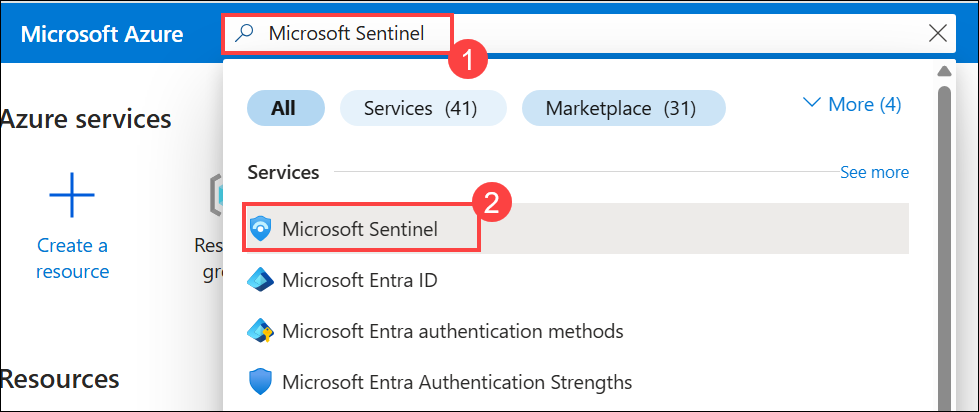 Microsoft Azure
Microsoft Sentinel
1
All
Services (41)
Marketplace (31)
More (4)
Azure services
Services
See more
2
Microsoft Sentinel
Create a
resource
Res
gr
Microsoft Entra ID
Microsoft Entra authentication methods
Resources
Microsoft Entra Authentication Strengths